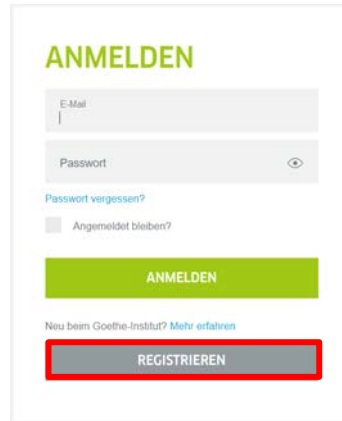 ANMELDEN
E-Mail
Passwort
Passwort vergessen?
Angemeldet bleiben?
ANMELDEN
Neu beim Goethe-Institut? Mehr erfahren
REGISTRIEREN